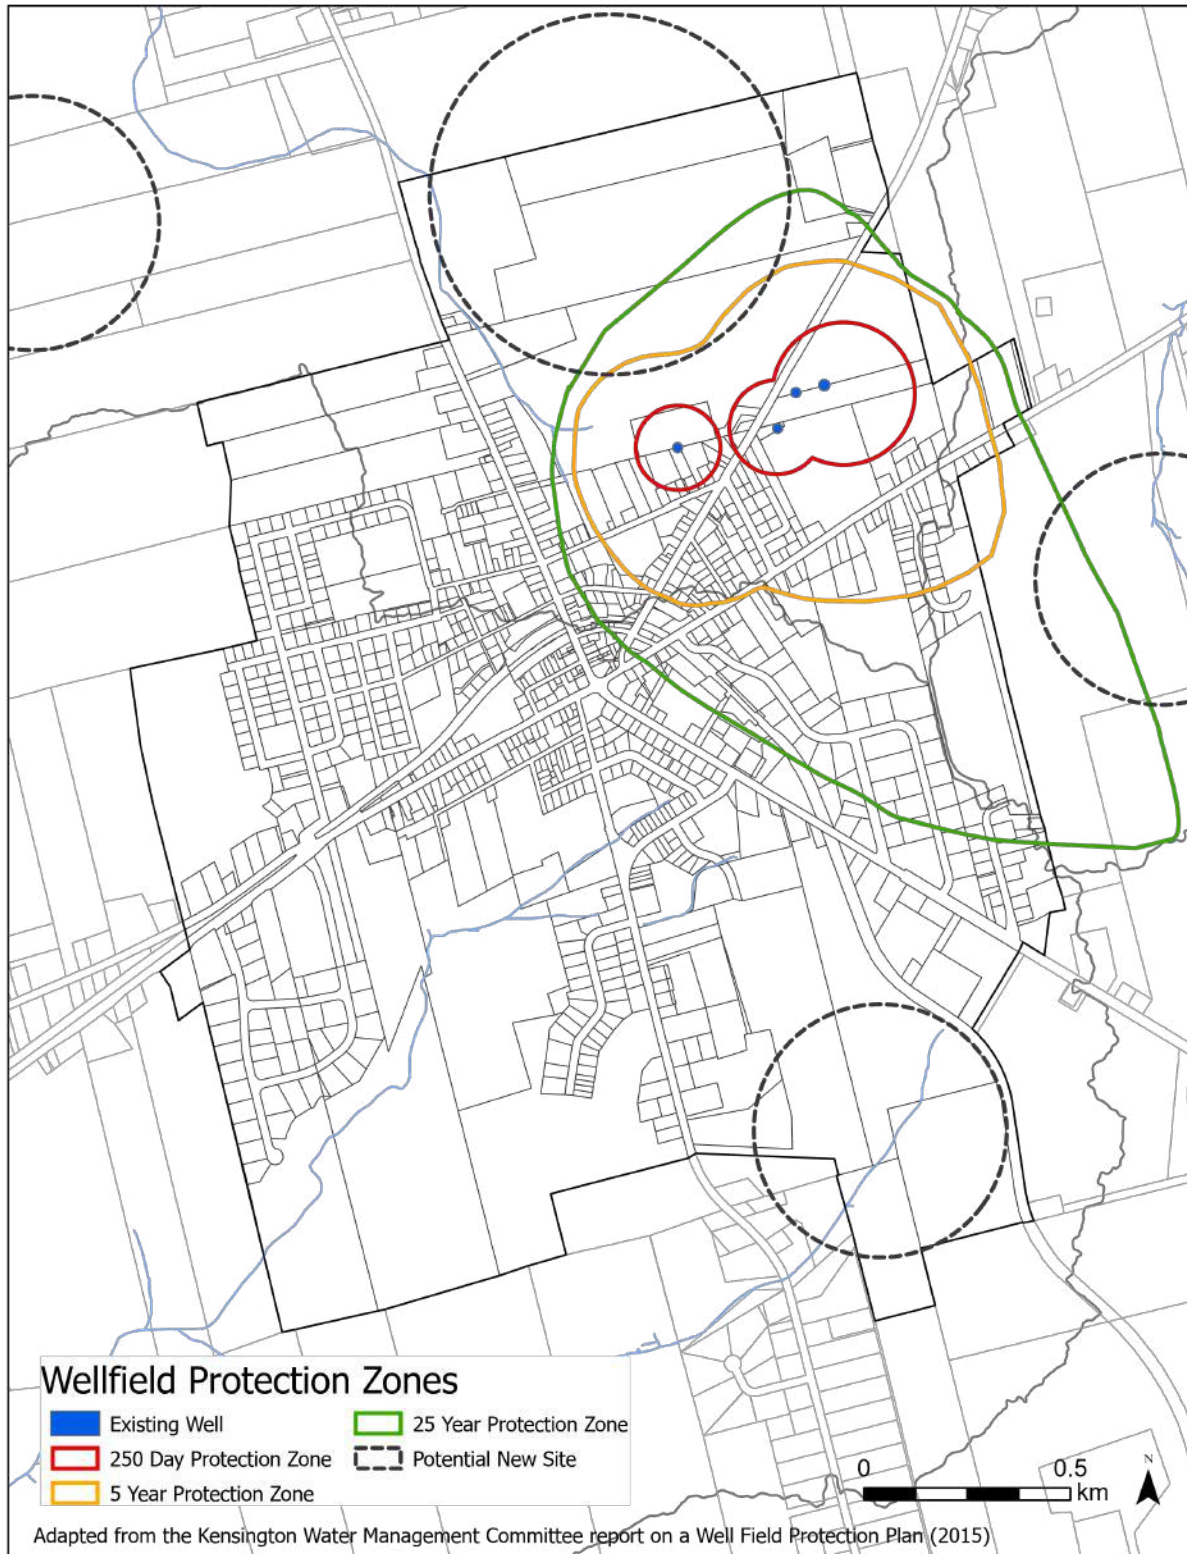 Wellfield Protection Zones
Existing Well
250 Day Protection Zone
5 Year Protection Zone
25 Year Protection Zone
Potential New Site
0 0.5
km
N
Adapted from the Kensington Water Management Committee report on a Well Field Protection Plan (2015)